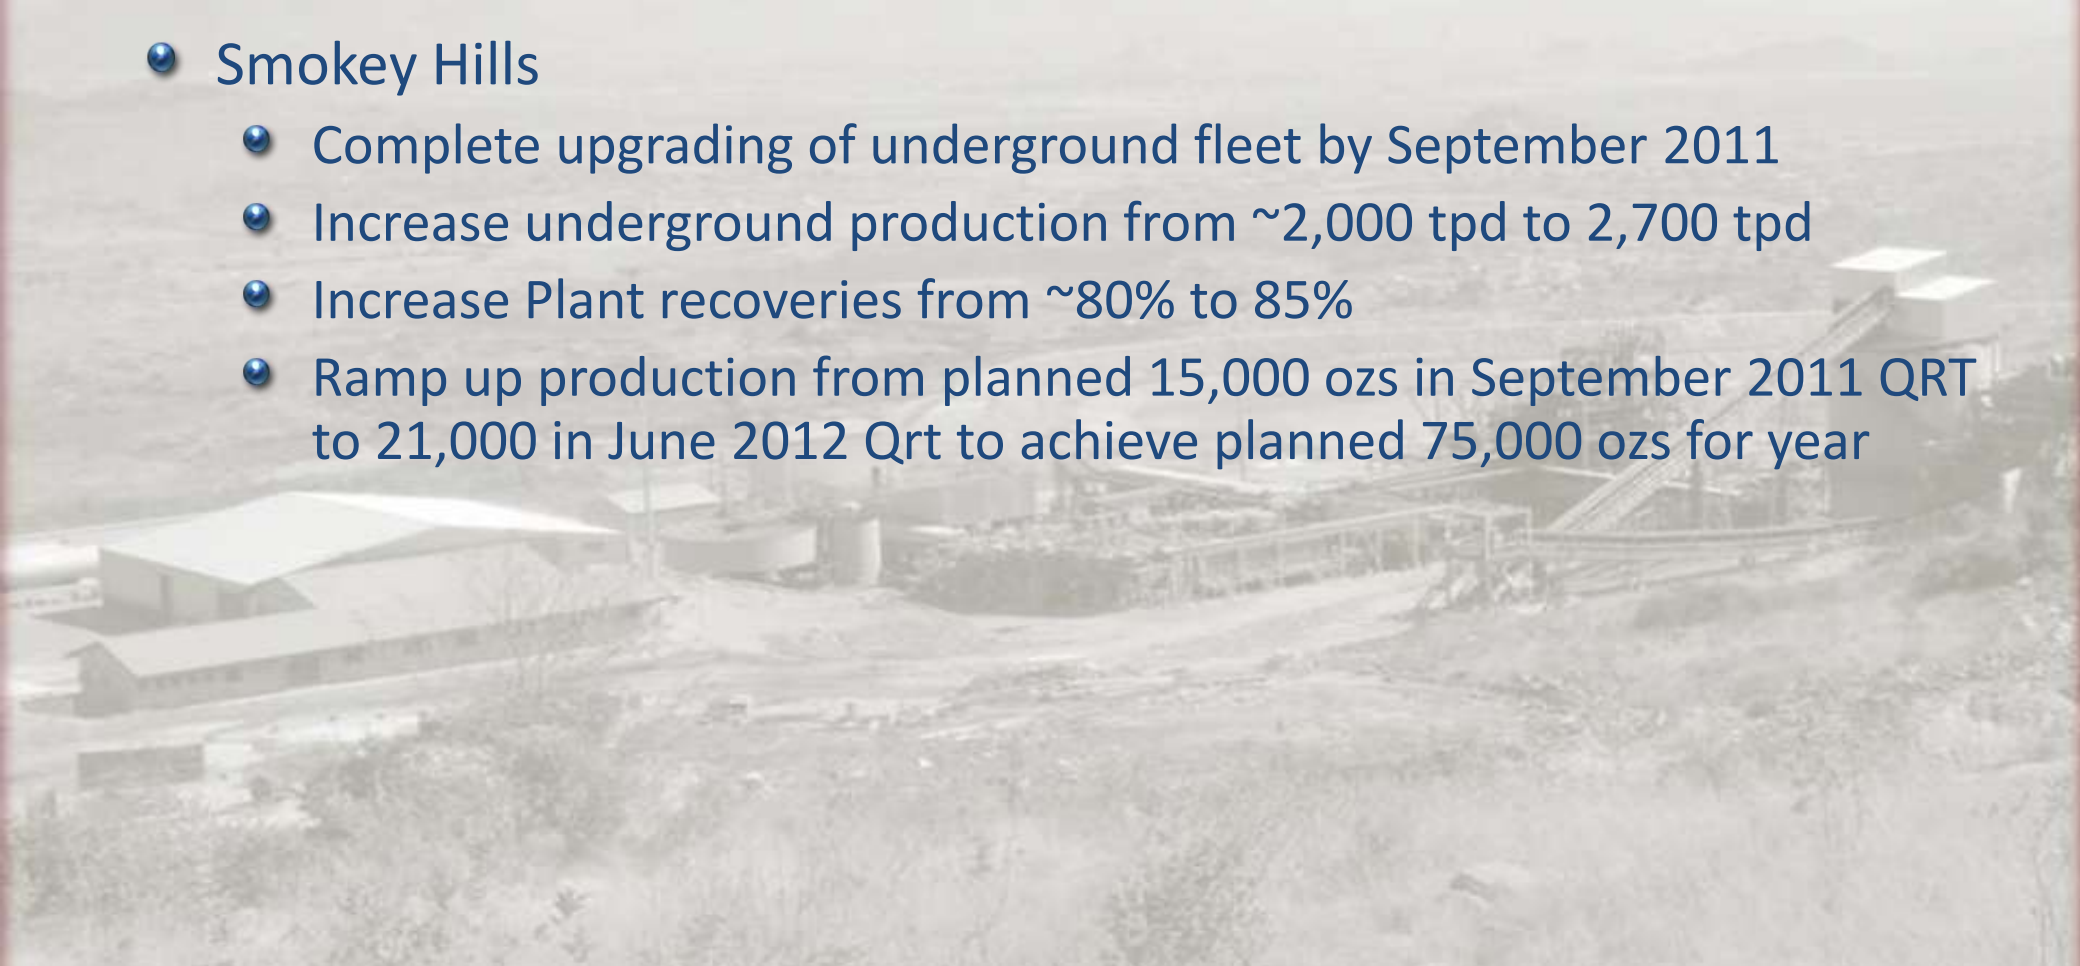 Smokey Hills
Complete upgrading of underground fleet by September 2011
Increase underground production from ~2,000 tpd to 2,700 tpd
Increase Plant recoveries from ~80% to 85%
Ramp up production from planned 15,000 ozs in September 2011 QRT
to 21,000 in June 2012 Qrt to achieve planned 75,000 ozs for year